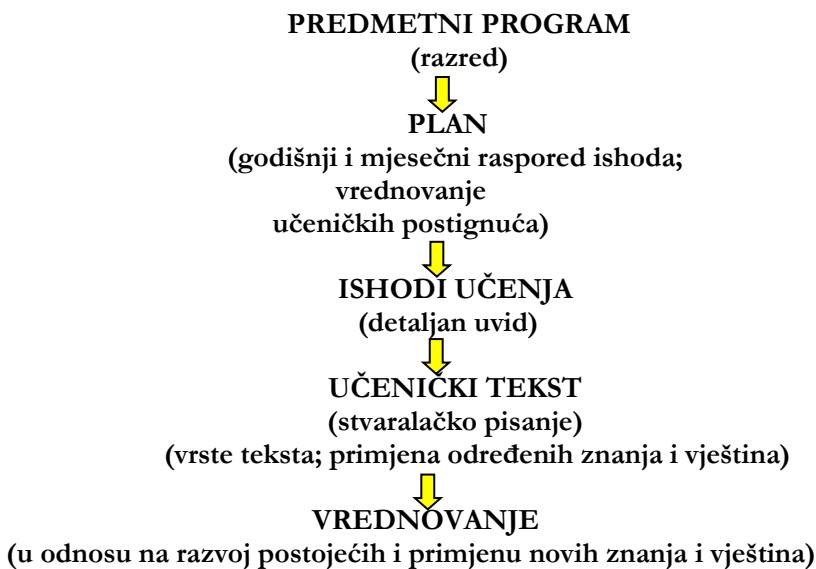 PREDMETNI PROGRAM
(razred)
PLAN
(godišnji i mjesečni raspored ishoda;
vrednovanje
učeničkih postignuća)
ISHODI UČENJA
(detaljan uvid)
UČENIČKI TEKST
(stvaralačko pisanje)
(vrste teksta; primjena određenih znanja i vještina)
VREDNOVANJE
(u odnosu na razvoj postojećih i primjenu novih znanja i vještina)